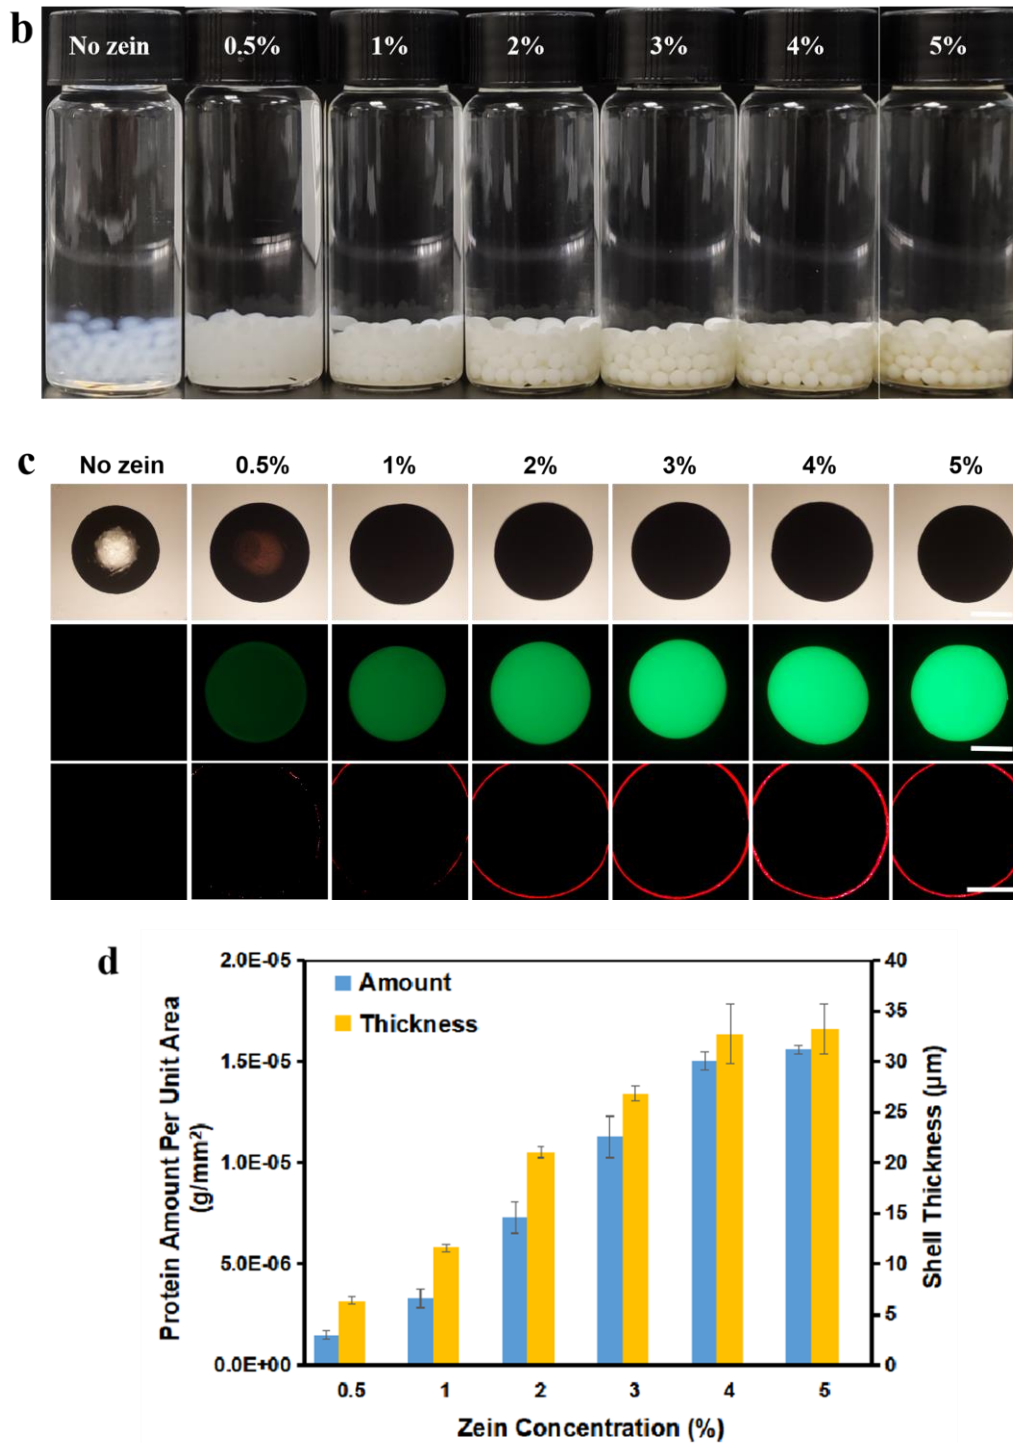 b
No zein 0.5% 1% 2% 3% 4% 5%
c
No zein 0.5% 1% 2% 3% 4% 5%
d
Protein Amount Per Unit Area
(g/mm²)
2.0E-05
1.5E-05
1.0E-05
5.0E-06
0.0E+00
Amount
Thickness
40
35
30
25
20
15
10
5
0
Shell Thickness (μm)
0.5 1 2 3 4 5
Zein Concentration (%)